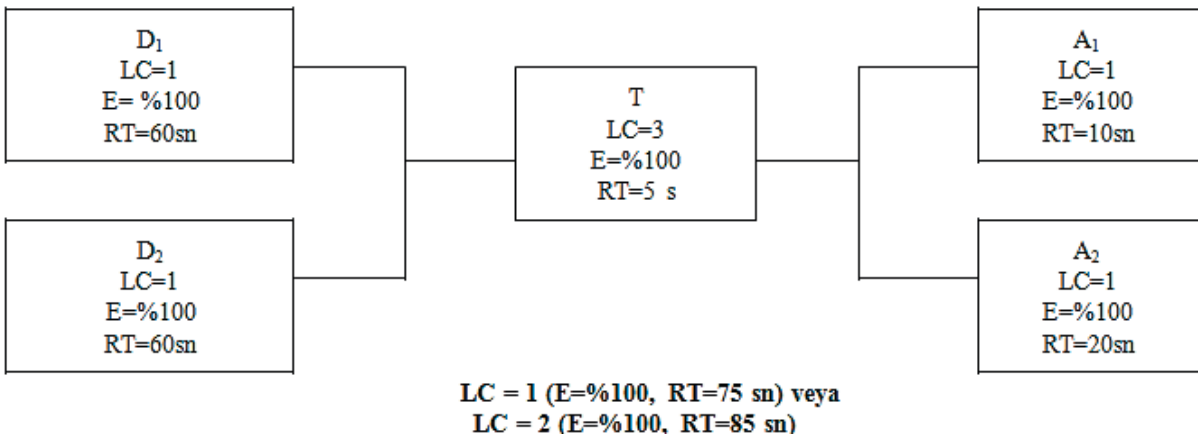 D₁
LC=1
E= %100
RT=60sn
D₂
LC=1
E=%100
RT=60sn
T
LC=3
E=%100
RT=5 s
A₁
LC=1
E=%100
RT=10sn
A₂
LC=1
E=%100
RT=20sn
LC = 1 (E=%100, RT=75 sn) veya
LC = 2 (E=%100, RT=85 sn)